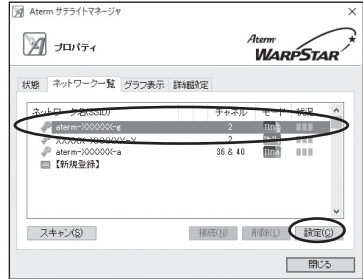 Aterm サテライトマネージャ
プロパティ
Aterm
WARPSTAR
状態 ネットワーク一覧 グラフ表示 詳細設定
ネットワーク名(SSID) チャネル モード 状況
aterm-XXXXXX-g 2 11ng
2
aterm-XXXXXX-a 36 & 40 11na
【新規登録】
スキャン(S) 接続(N) 削除(L) 設定(C)
閉じる